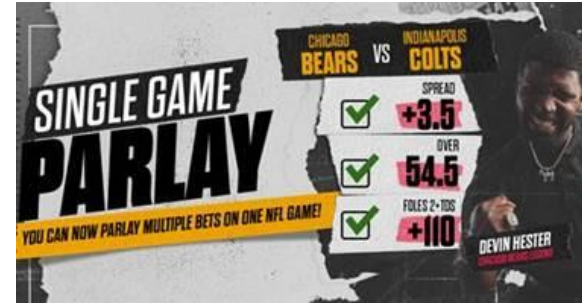 SINGLE GAME
PARLAY
YOU CAN NOW PARLAY MULTIPLE BETS ON ONE NFL GAME!
CHICAGO
BEARS
VS
INDIANAPOLIS
COLTS
SPREAD
+3.5
OVER
54.5
FOLES 2+TDS
+110
DEVIN HESTER
CHICAGO BEARS LEGEND